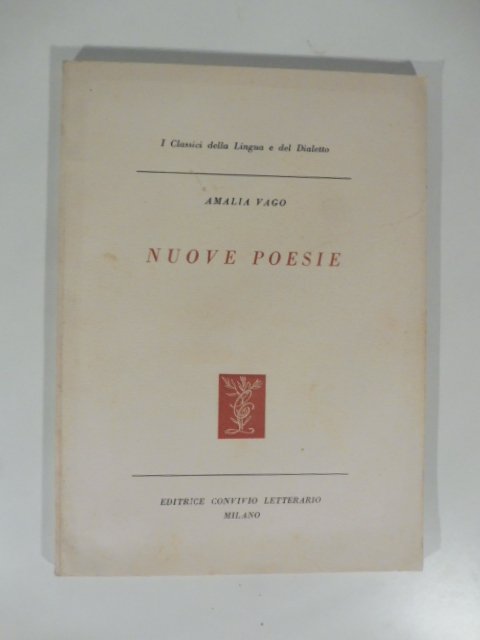 I Classici della Lingua e del Dialetto
AMALIA VAGO
NUOVE POESIE
EDITRICE CONVIVIO LETTERARIO
MILANO